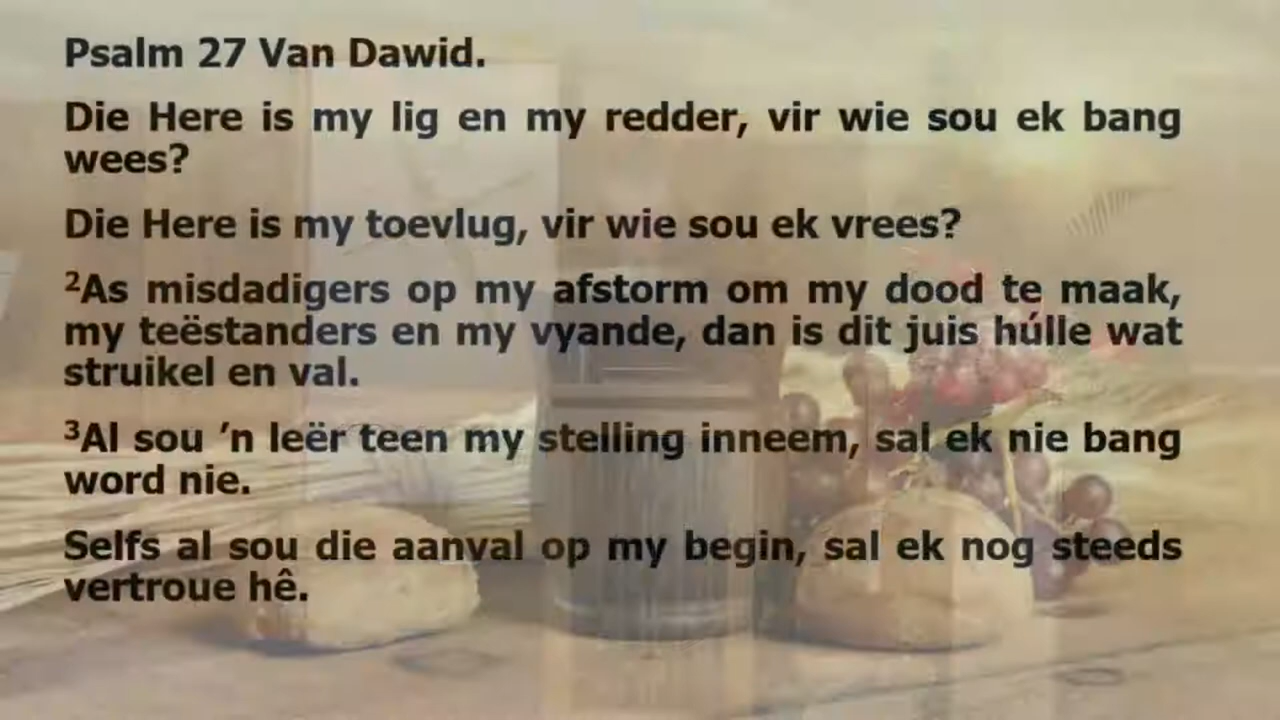 Psalm 27 Van Dawid.
Die Here is my lig en my redder, vir wie sou ek bang
wees?
Die Here is my toevlug, vir wie sou ek vrees?
²As misdadigers op my afstorm om my dood te maak,
my teëstanders en my vyande, dan is dit juis húlle wat
struikel en val.
³Al sou ’n leër teen my stelling inneem, sal ek nie bang
word nie.
Selfs al sou die aanval op my begin, sal ek nog steeds
vertroue hê.